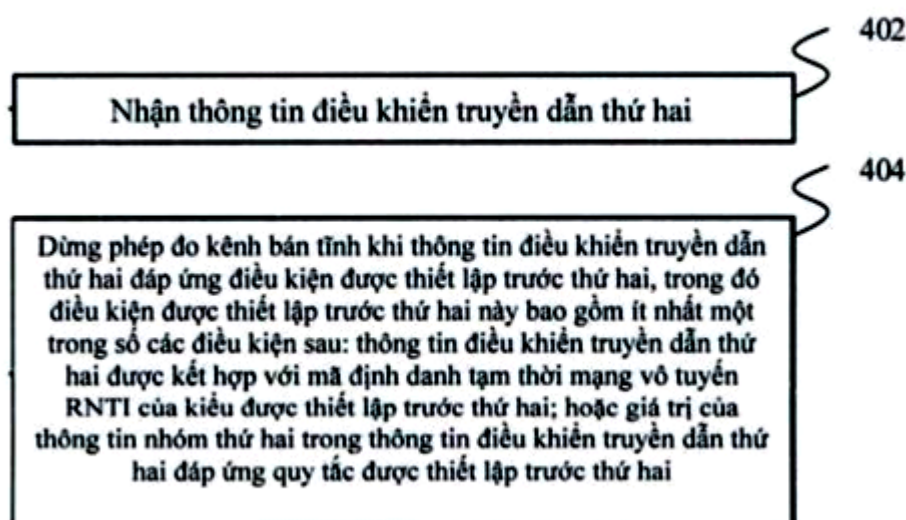 402
Nhận thông tin điều khiển truyền dẫn thứ hai
404
Dừng phép đo kênh bán tĩnh khi thông tin điều khiển truyền dẫn
thứ hai đáp ứng điều kiện được thiết lập trước thứ hai, trong đó
điều kiện được thiết lập trước thứ hai này bao gồm ít nhất một
trong số các điều kiện sau: thông tin điều khiển truyền dẫn thứ
hai được kết hợp với mã định danh tạm thời mạng vô tuyến
RNTI của kiểu được thiết lập trước thứ hai; hoặc giá trị của
thông tin nhóm thứ hai trong thông tin điều khiển truyền dẫn thứ
hai đáp ứng quy tắc được thiết lập trước thứ hai